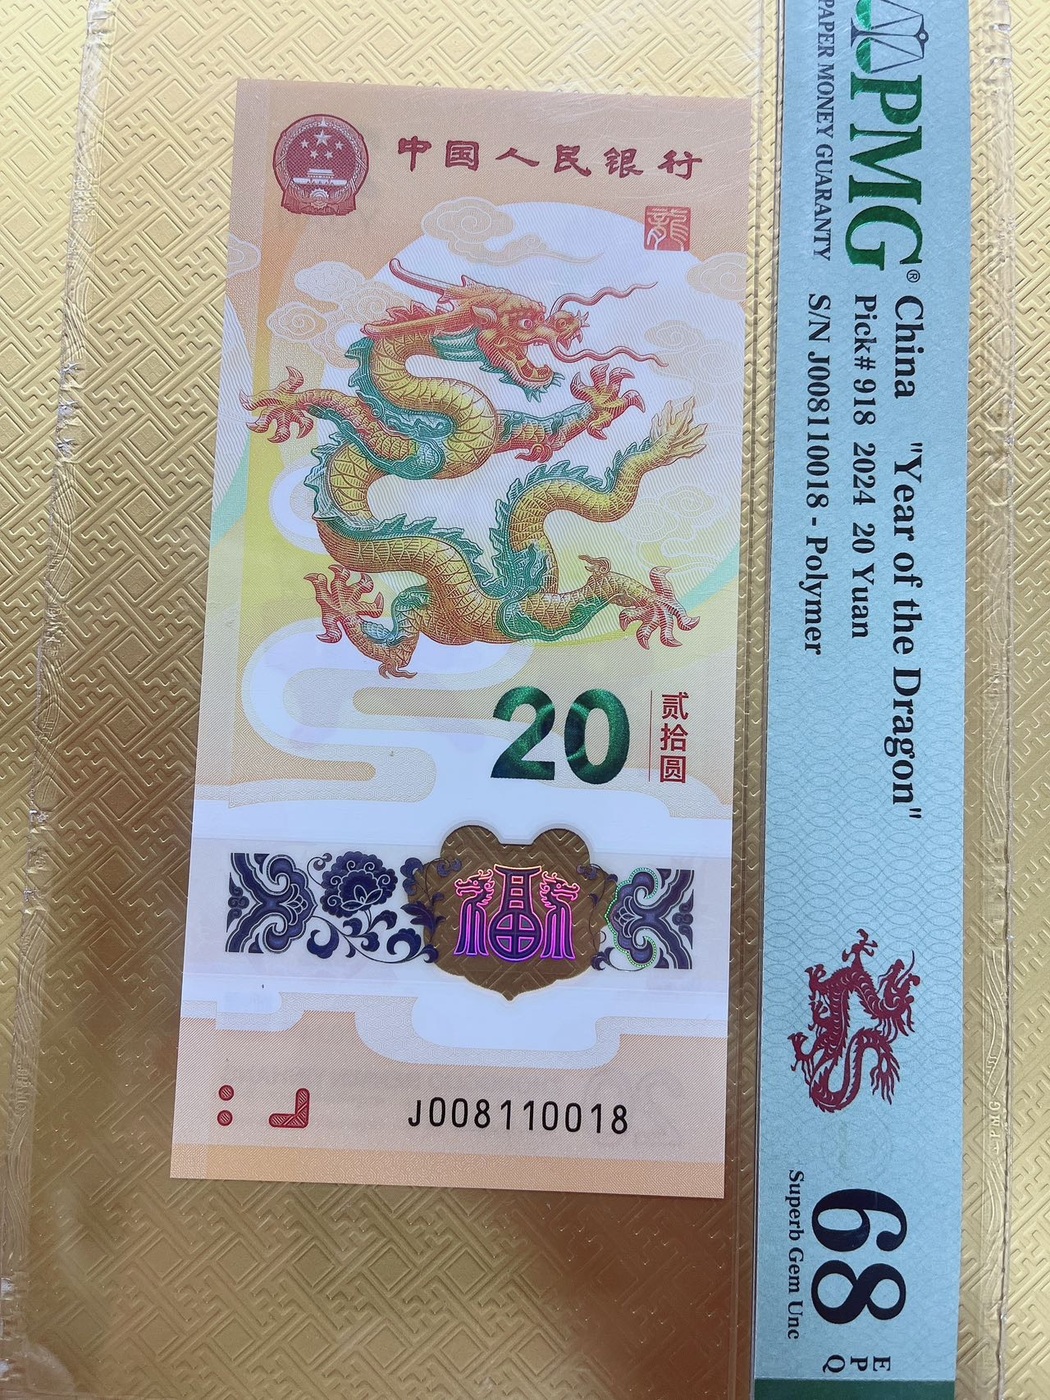 中国人民银行
龍
20
贰拾圆
福
J008110018
PMG®
PAPER MONEY GUARANTY
China "Year of the Dragon"
Pick# 918 2024 20 Yuan
S/N J008110018 - Polymer
68
EPQ
Superb Gem Unc